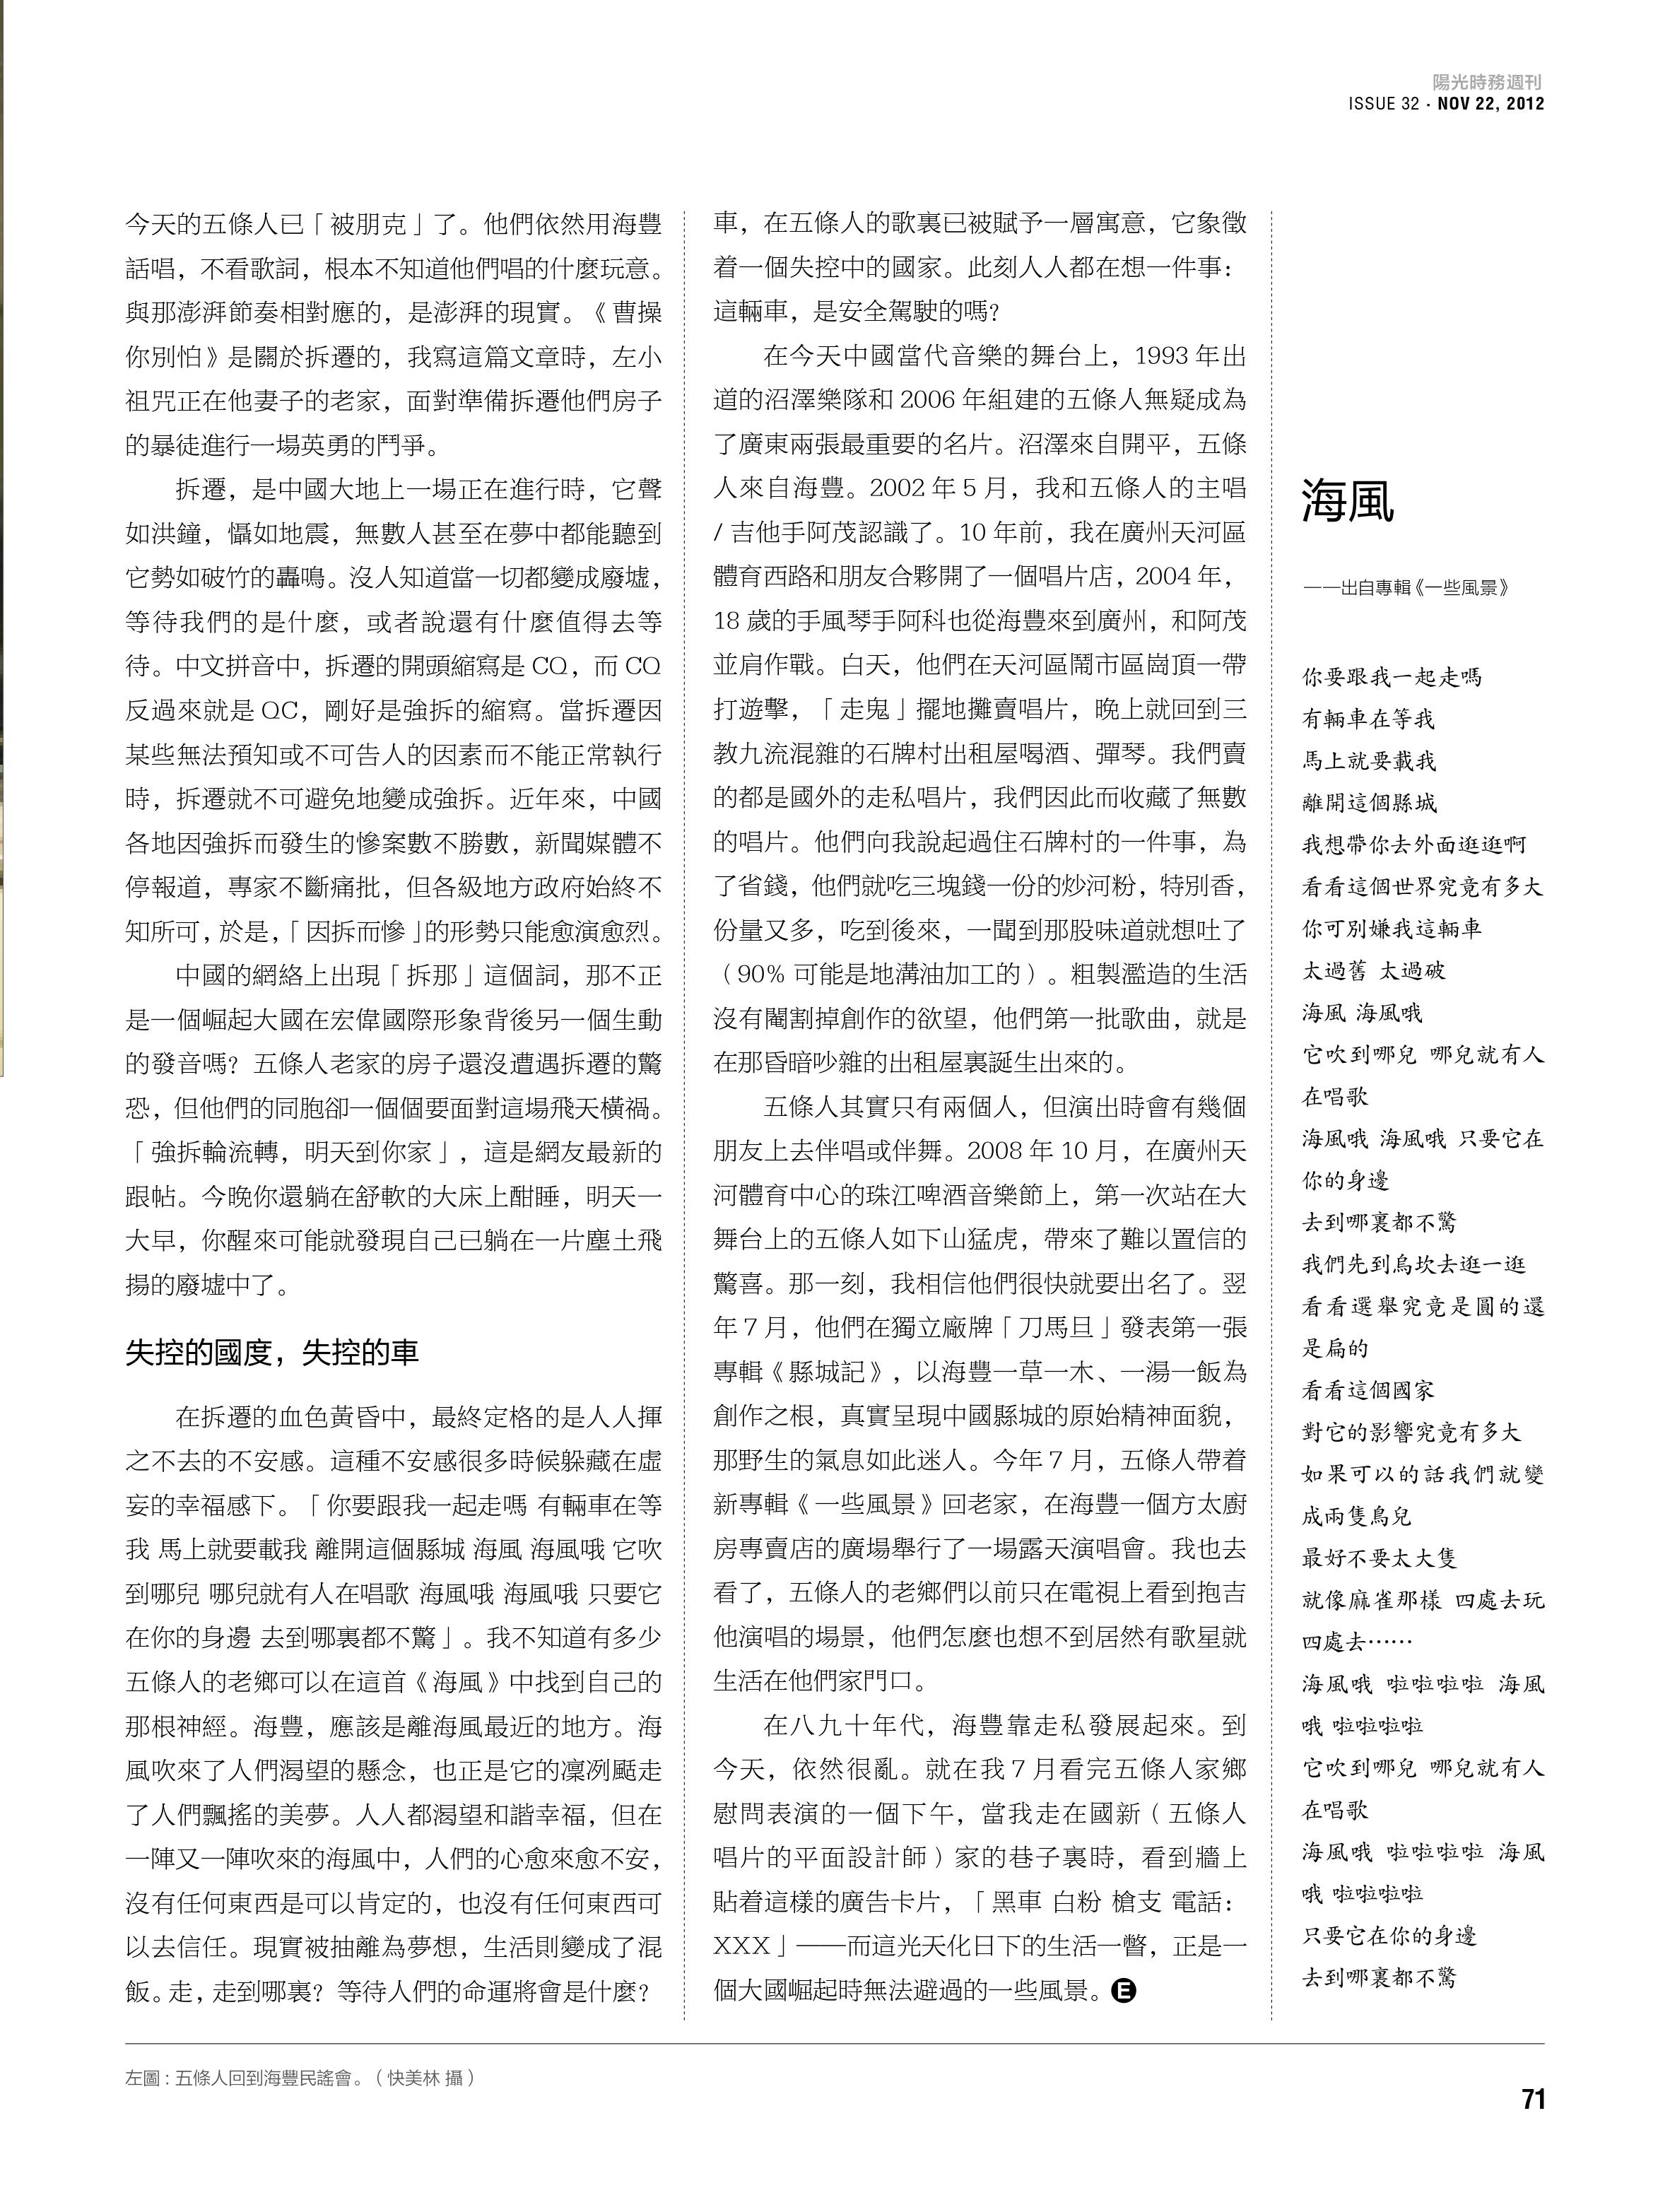 陽光時務週刊
ISSUE 32 · NOV 22, 2012
今天的五條人已「被朋克」了。他們依然用海豐
話唱，不看歌詞，根本不知道他們唱的什麼玩意。
與那澎湃節奏相對應的，是澎湃的現實。《曹操
你別怕》是關於拆遷的，我寫這篇文章時，左小
祖咒正在他妻子的老家，面對準備拆遷他們房子
的暴徒進行一場英勇的鬥爭。
拆遷，是中國大地上一場正在進行時，它聲
如洪鐘，懾如地震，無數人甚至在夢中都能聽到
它勢如破竹的轟鳴。沒人知道當一切都變成廢墟，
等待我們的是什麼，或者說還有什麼值得去等
待。中文拼音中，拆遷的開頭縮寫是 CQ，而 CQ
反過來就是 QC，剛好是強拆的縮寫。當拆遷因
某些無法預知或不可告人的因素而不能正常執行
時，拆遷就不可避免地變成強拆。近年來，中國
各地因強拆而發生的慘案數不勝數，新聞媒體不
停報道，專家不斷痛批，但各級地方政府始終不
知所可，於是，「因拆而慘」的形勢只能愈演愈烈。
中國的網絡上出現「拆那」這個詞，那不正
是一個崛起大國在宏偉國際形象背後另一個生動
的發音嗎？五條人老家的房子還沒遭遇拆遷的驚
恐，但他們的同胞卻一個個要面對這場飛天橫禍。
「強拆輪流轉，明天到你家」，這是網友最新的
跟帖。今晚你還躺在舒軟的大床上酣睡，明天一
大早，你醒來可能就發現自己已躺在一片塵土飛
揚的廢墟中了。
失控的國度，失控的車
在拆遷的血色黃昏中，最終定格的是人人揮
之不去的不安感。這種不安感很多時候躲藏在虛
妄的幸福感下。「你要跟我一起走嗎 有輛車在等
我 馬上就要載我 離開這個縣城 海風 海風哦 它吹
到哪兒 哪兒就有人在唱歌 海風哦 海風哦 只要它
在你的身邊 去到哪裏都不驚」。我不知道有多少
五條人的老鄉可以在這首《海風》中找到自己的
那根神經。海豐，應該是離海風最近的地方。海
風吹來了人們渴望的懸念，也正是它的凜冽颳走
了人們飄搖的美夢。人人都渴望和諧幸福，但在
一陣又一陣吹來的海風中，人們的心愈來愈不安，
沒有任何東西是可以肯定的，也沒有任何東西可
以去信任。現實被抽離為夢想，生活則變成了混
飯。走，走到哪裏？等待人們的命運將會是什麼？
車，在五條人的歌裏已被賦予一層寓意，它象徵
着一個失控中的國家。此刻人人都在想一件事：
這輛車，是安全駕駛的嗎？
在今天中國當代音樂的舞台上，1993 年出
道的沼澤樂隊和 2006 年組建的五條人無疑成為
了廣東兩張最重要的名片。沼澤來自開平，五條
人來自海豐。2002 年 5 月，我和五條人的主唱
/ 吉他手阿茂認識了。10 年前，我在廣州天河區
體育西路和朋友合夥開了一個唱片店，2004 年，
18 歲的手風琴手阿科也從海豐來到廣州，和阿茂
並肩作戰。白天，他們在天河區鬧市區崗頂一帶
打遊擊，「走鬼」擺地攤賣唱片，晚上就回到三
教九流混雜的石牌村出租屋喝酒、彈琴。我們賣
的都是國外的走私唱片，我們因此而收藏了無數
的唱片。他們向我說起過住石牌村的一件事，為
了省錢，他們就吃三塊錢一份的炒河粉，特別香，
份量又多，吃到後來，一聞到那股味道就想吐了
（90% 可能是地溝油加工的）。粗製濫造的生活
沒有閹割掉創作的欲望，他們第一批歌曲，就是
在那昏暗吵雜的出租屋裏誕生出來的。
五條人其實只有兩個人，但演出時會有幾個
朋友上去伴唱或伴舞。2008 年 10 月，在廣州天
河體育中心的珠江啤酒音樂節上，第一次站在大
舞台上的五條人如下山猛虎，帶來了難以置信的
驚喜。那一刻，我相信他們很快就要出名了。翌
年 7 月，他們在獨立廠牌「刀馬旦」發表第一張
專輯《縣城記》，以海豐一草一木、一湯一飯為
創作之根，真實呈現中國縣城的原始精神面貌，
那野生的氣息如此迷人。今年 7 月，五條人帶着
新專輯《一些風景》回老家，在海豐一個方太廚
房專賣店的廣場舉行了一場露天演唱會。我也去
看了，五條人的老鄉們以前只在電視上看到抱吉
他演唱的場景，他們怎麼也想不到居然有歌星就
生活在他們家門口。
在八九十年代，海豐靠走私發展起來。到
今天，依然很亂。就在我 7 月看完五條人家鄉
慰問表演的一個下午，當我走在國新（五條人
唱片的平面設計師）家的巷子裏時，看到牆上
貼着這樣的廣告卡片，「黑車 白粉 槍支 電話：
XXX」——而這光天化日下的生活一瞥，正是一
個大國崛起時無法避過的一些風景。E
海風
——出自專輯《一些風景》
你要跟我一起走嗎
有輛車在等我
馬上就要載我
離開這個縣城
我想帶你去外面逛逛啊
看看這個世界究竟有多大
你可別嫌我這輛車
太過舊 太過破
海風 海風哦
它吹到哪兒 哪兒就有人
在唱歌
海風哦 海風哦 只要它在
你的身邊
去到哪裏都不驚
我們先到烏坎去逛一逛
看看選舉究竟是圓的還
是扁的
看看這個國家
對它的影響究竟有多大
如果可以的話我們就變
成兩隻鳥兒
最好不要太大隻
就像麻雀那樣 四處去玩
四處去……
海風哦 啦啦啦啦 海風
哦 啦啦啦啦
它吹到哪兒 哪兒就有人
在唱歌
海風哦 啦啦啦啦 海風
哦 啦啦啦啦
只要它在你的身邊
去到哪裏都不驚
左圖：五條人回到海豐民謠會。（快美林 攝）
71